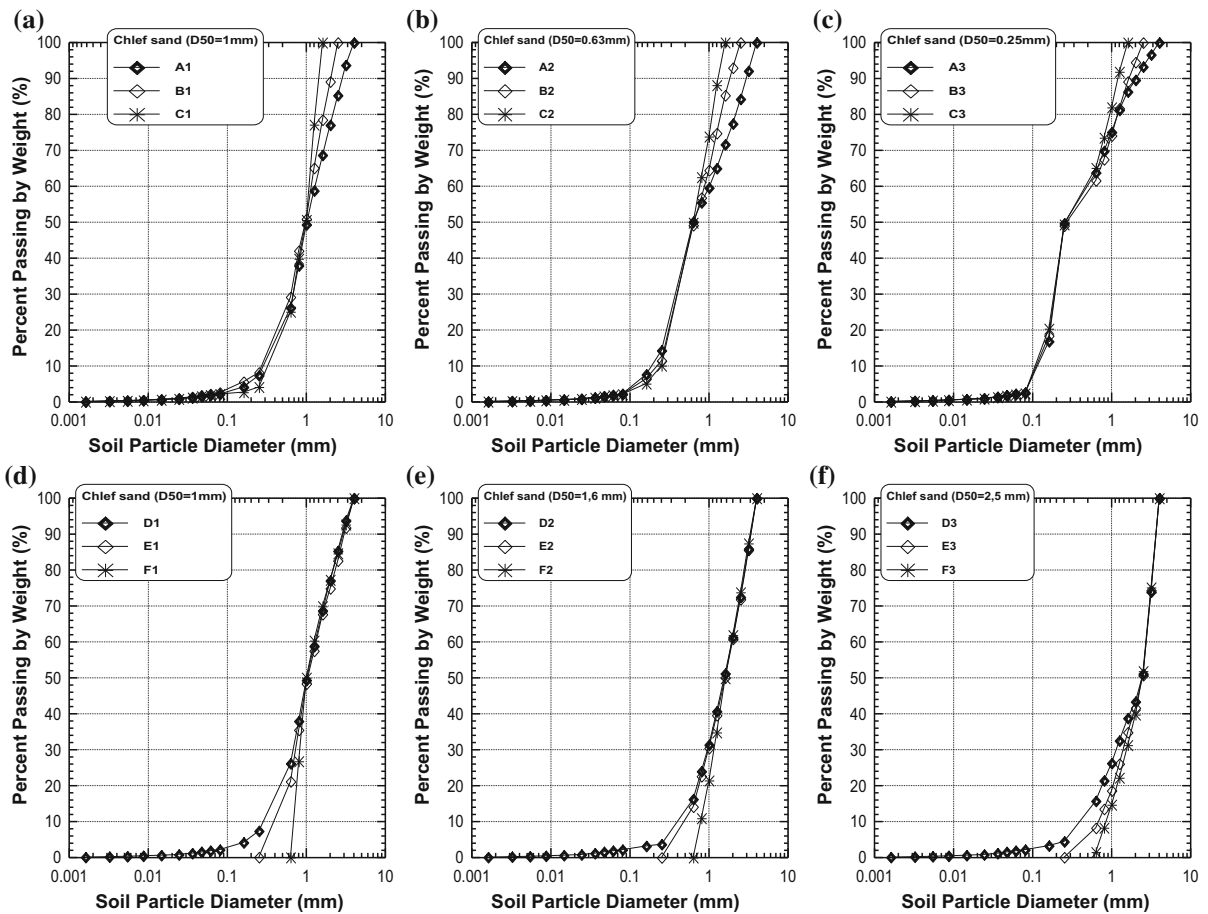 (a)
Chlef sand (D50=1mm)
A1
B1
C1
Percent Passing by Weight (%)
100
90
80
70
60
50
40
30
20
10
0
0.001
0.01
0.1
1
10
Soil Particle Diameter (mm)
(b)
Chlef sand (D50=0.63mm)
A2
B2
C2
Percent Passing by Weight (%)
100
90
80
70
60
50
40
30
20
10
0
0.001
0.01
0.1
1
10
Soil Particle Diameter (mm)
(c)
Chlef sand (D50=0.25mm)
A3
B3
C3
Percent Passing by Weight (%)
100
90
80
70
60
50
40
30
20
10
0
0.001
0.01
0.1
1
10
Soil Particle Diameter (mm)
(d)
Chlef sand (D50=1mm)
D1
E1
F1
Percent Passing by Weight (%)
100
90
80
70
60
50
40
30
20
10
0
0.001
0.01
0.1
1
10
Soil Particle Diameter (mm)
(e)
Chlef sand (D50=1,6 mm)
D2
E2
F2
Percent Passing by Weight (%)
100
90
80
70
60
50
40
30
20
10
0
0.001
0.01
0.1
1
10
Soil Particle Diameter (mm)
(f)
Chlef sand (D50=2,5 mm)
D3
E3
F3
Percent Passing by Weight (%)
100
90
80
70
60
50
40
30
20
10
0
0.001
0.01
0.1
1
10
Soil Particle Diameter (mm)